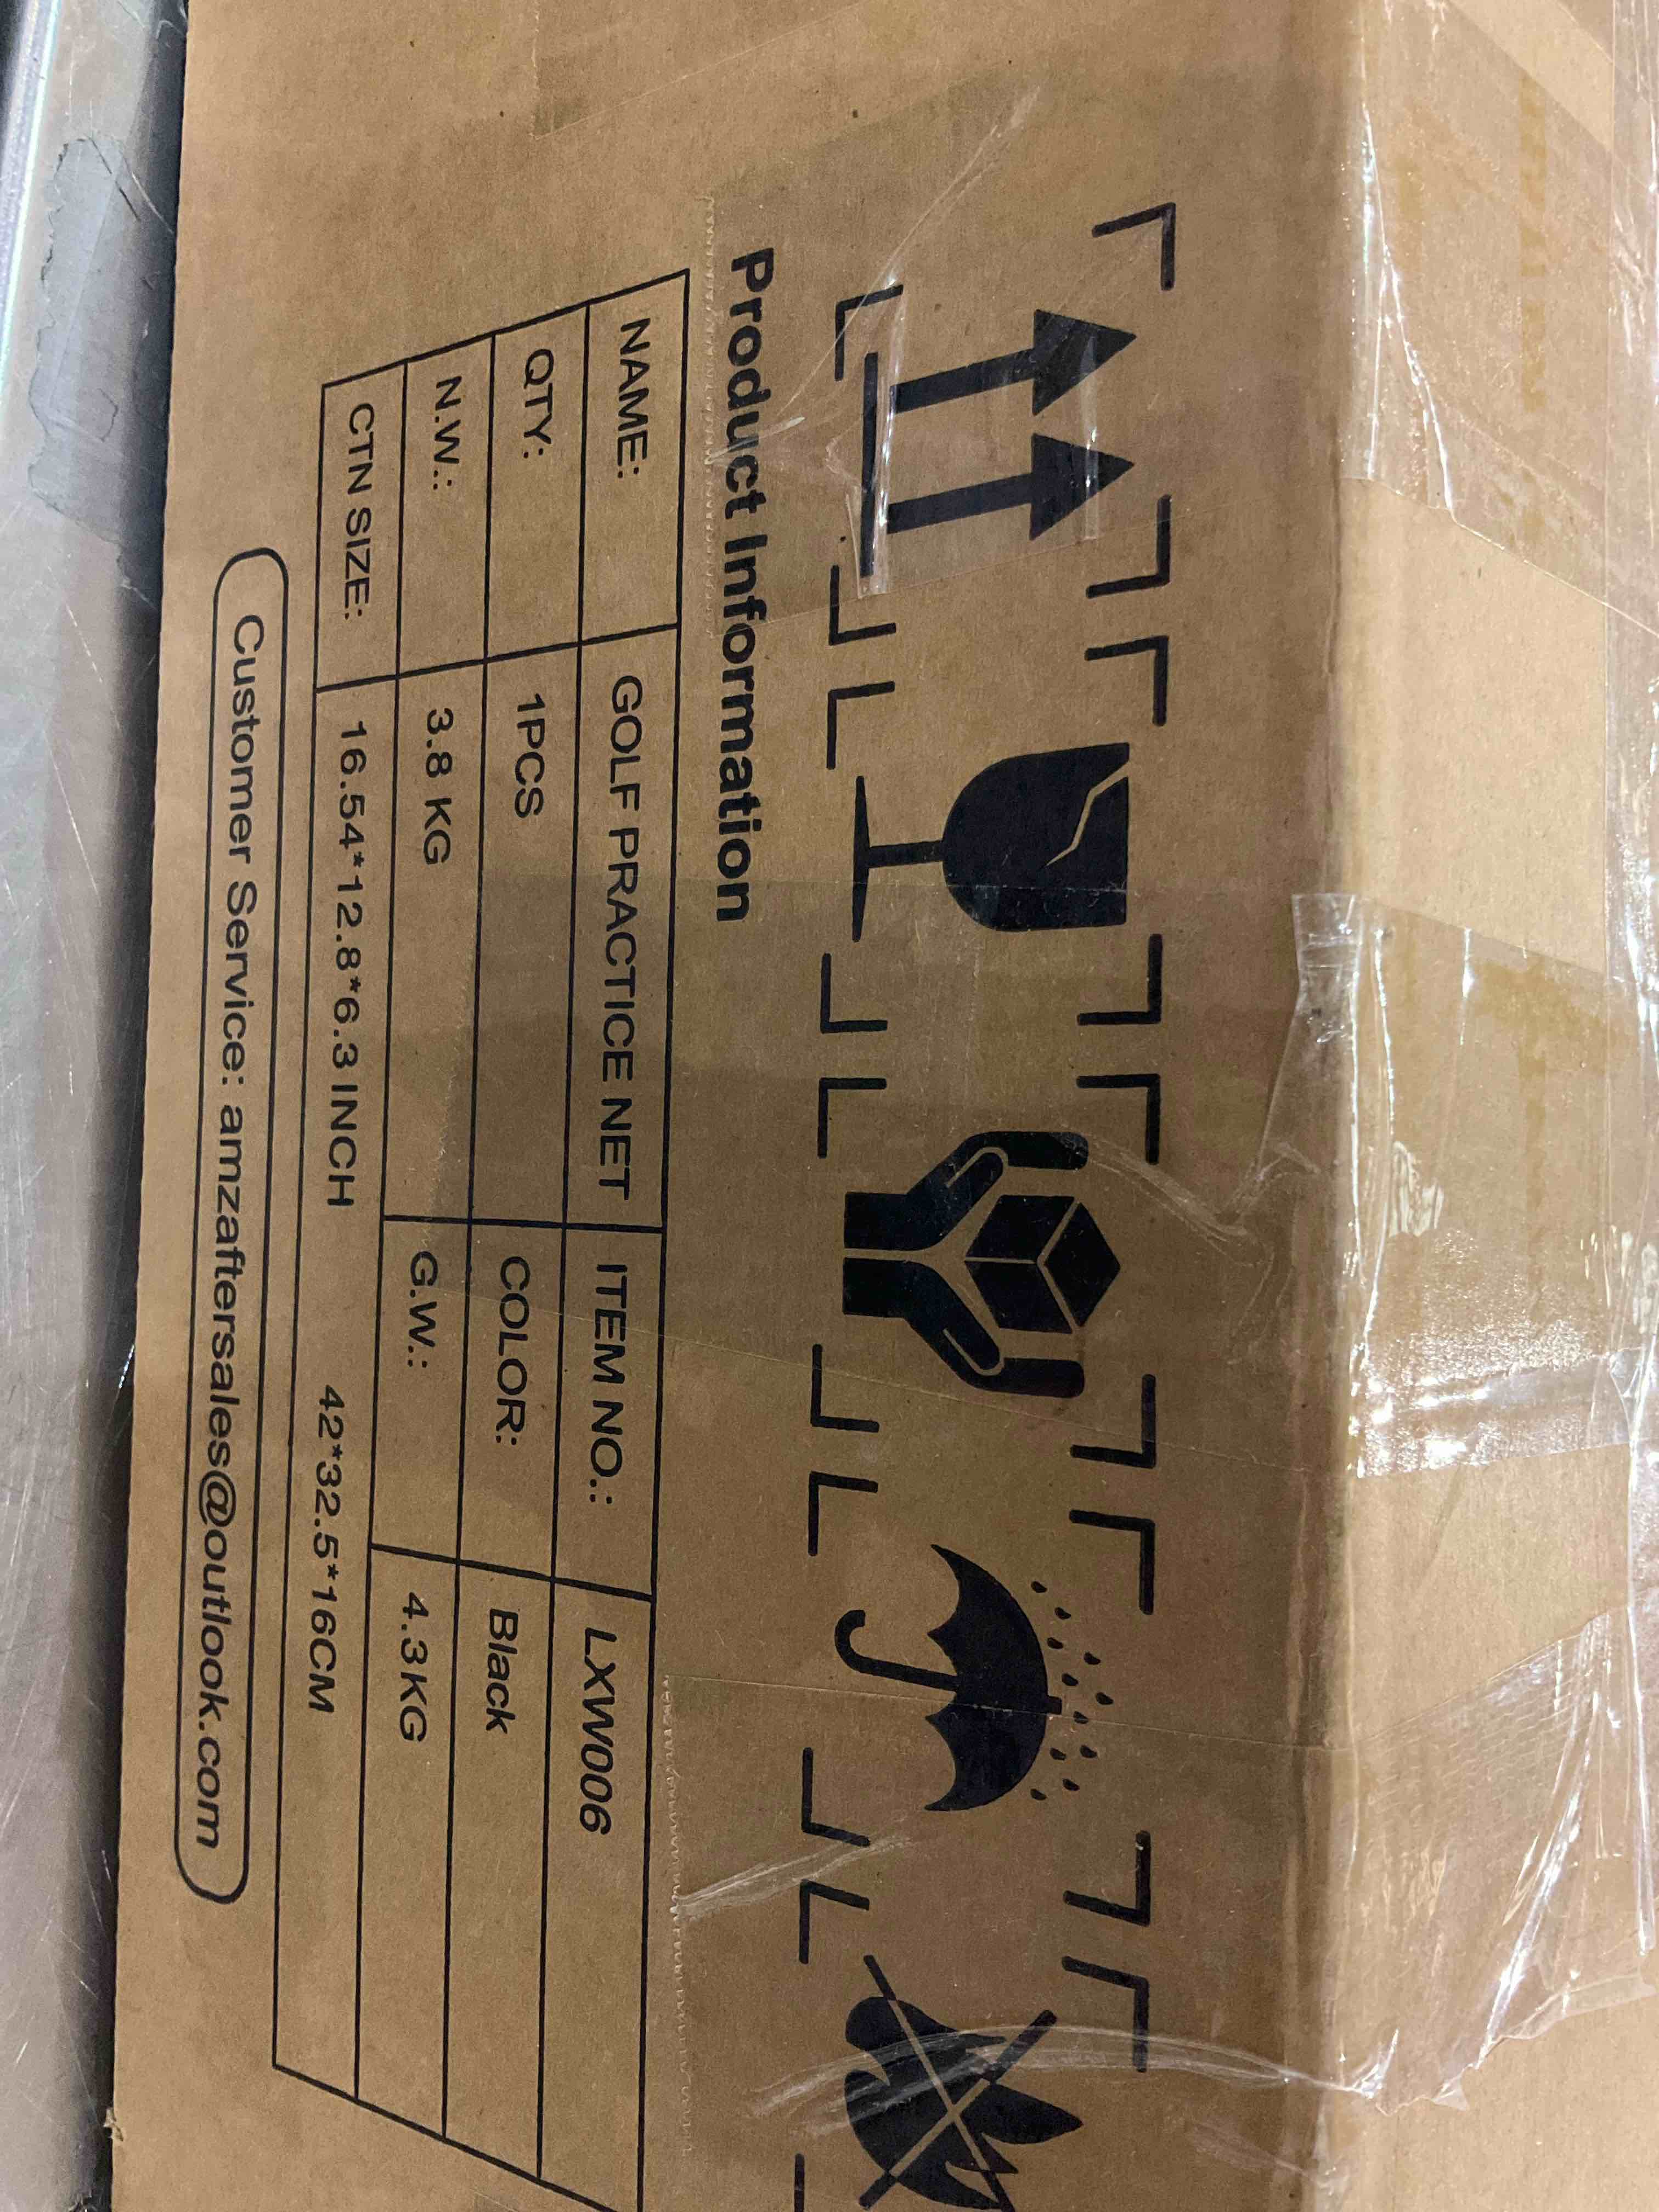 Product Information
NAME: GOLF PRACTICE NET ITEM NO.: LXW006
QTY: 1PCS COLOR: Black
N.W.: 3.8 KG G.W.: 4.3KG
CTN SIZE: 16.54*12.8*6.3 INCH 42*32.5*16CM
Customer Service: amzaftersales@outlook.com